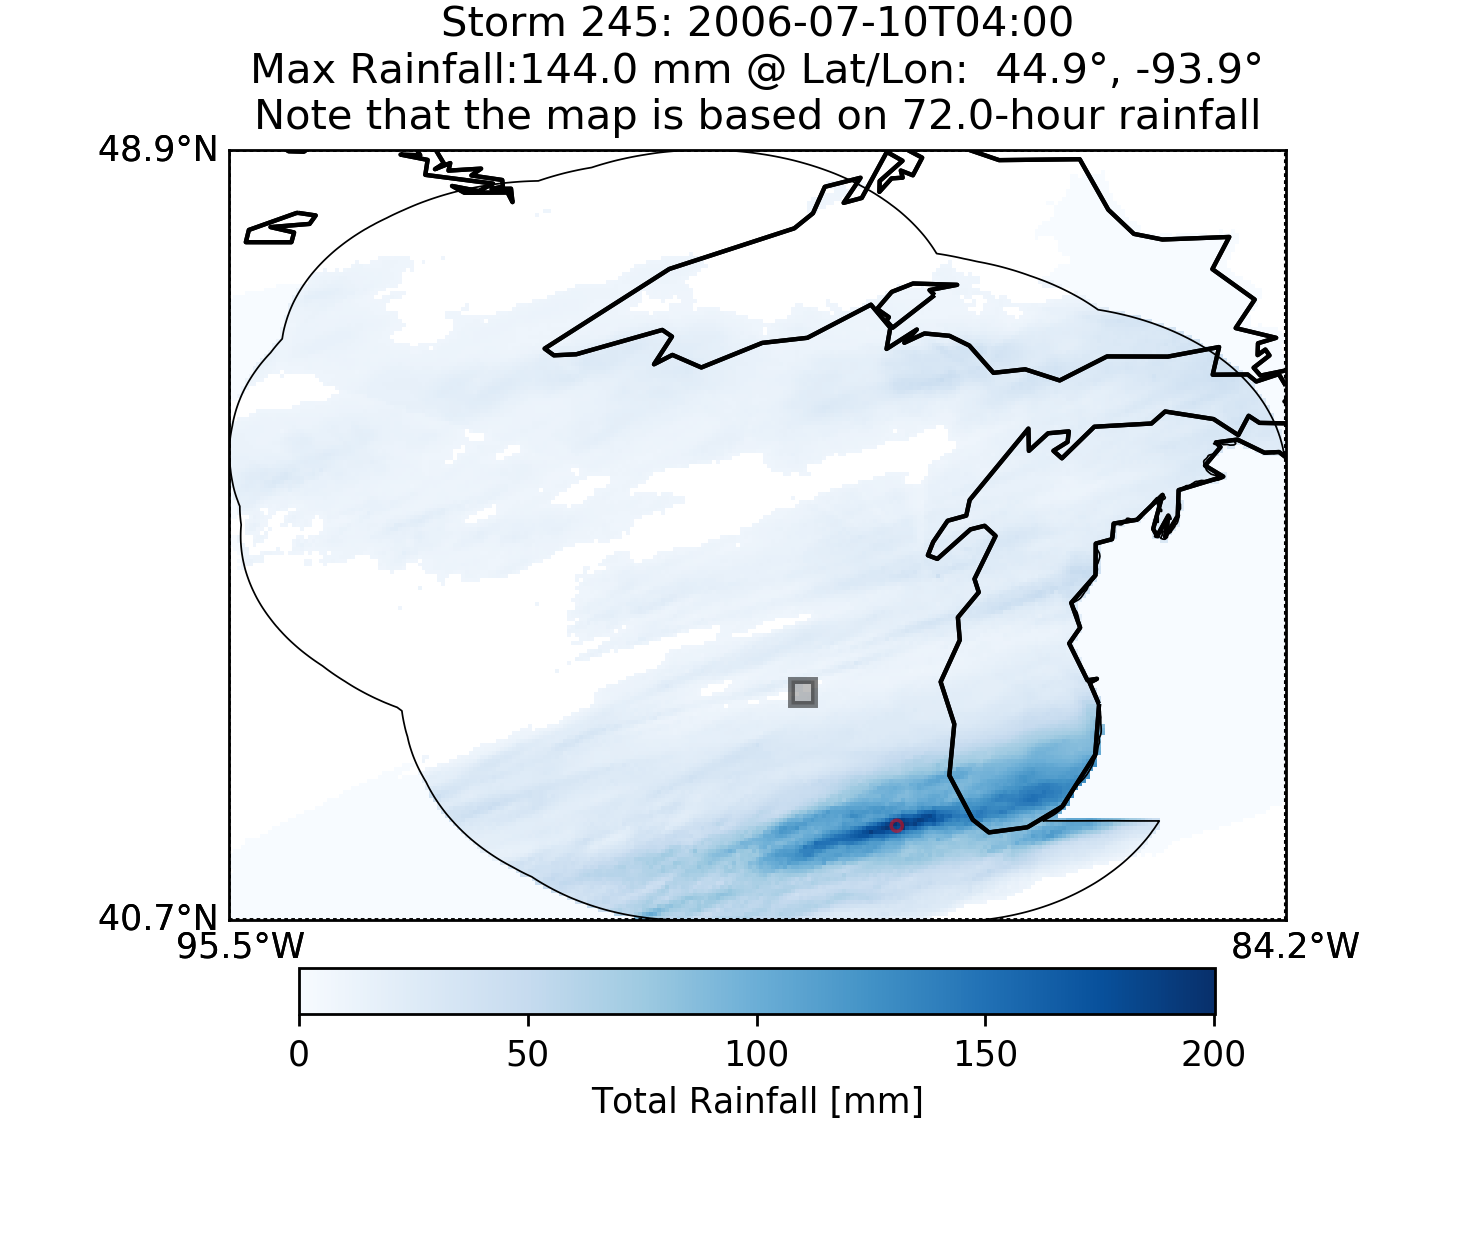 Storm 245: 2006-07-10T04:00
Max Rainfall:144.0 mm @ Lat/Lon:  44.9°, -93.9°
Note that the map is based on 72.0-hour rainfall
48.9°N
40.7°N
95.5°W
84.2°W
0
50
100
150
200
Total Rainfall [mm]